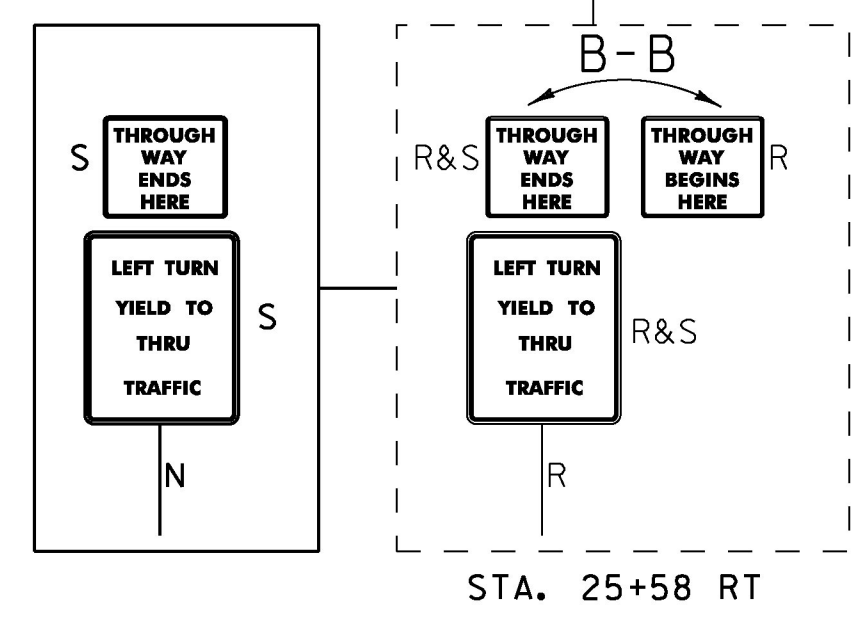 S
THROUGH
WAY
ENDS
HERE
LEFT TURN
YIELD TO
THRU
TRAFFIC
S
N
B-B
R&S
THROUGH
WAY
ENDS
HERE
THROUGH
WAY
BEGINS
HERE
R
LEFT TURN
YIELD TO
THRU
TRAFFIC
R&S
R
STA. 25+58 RT